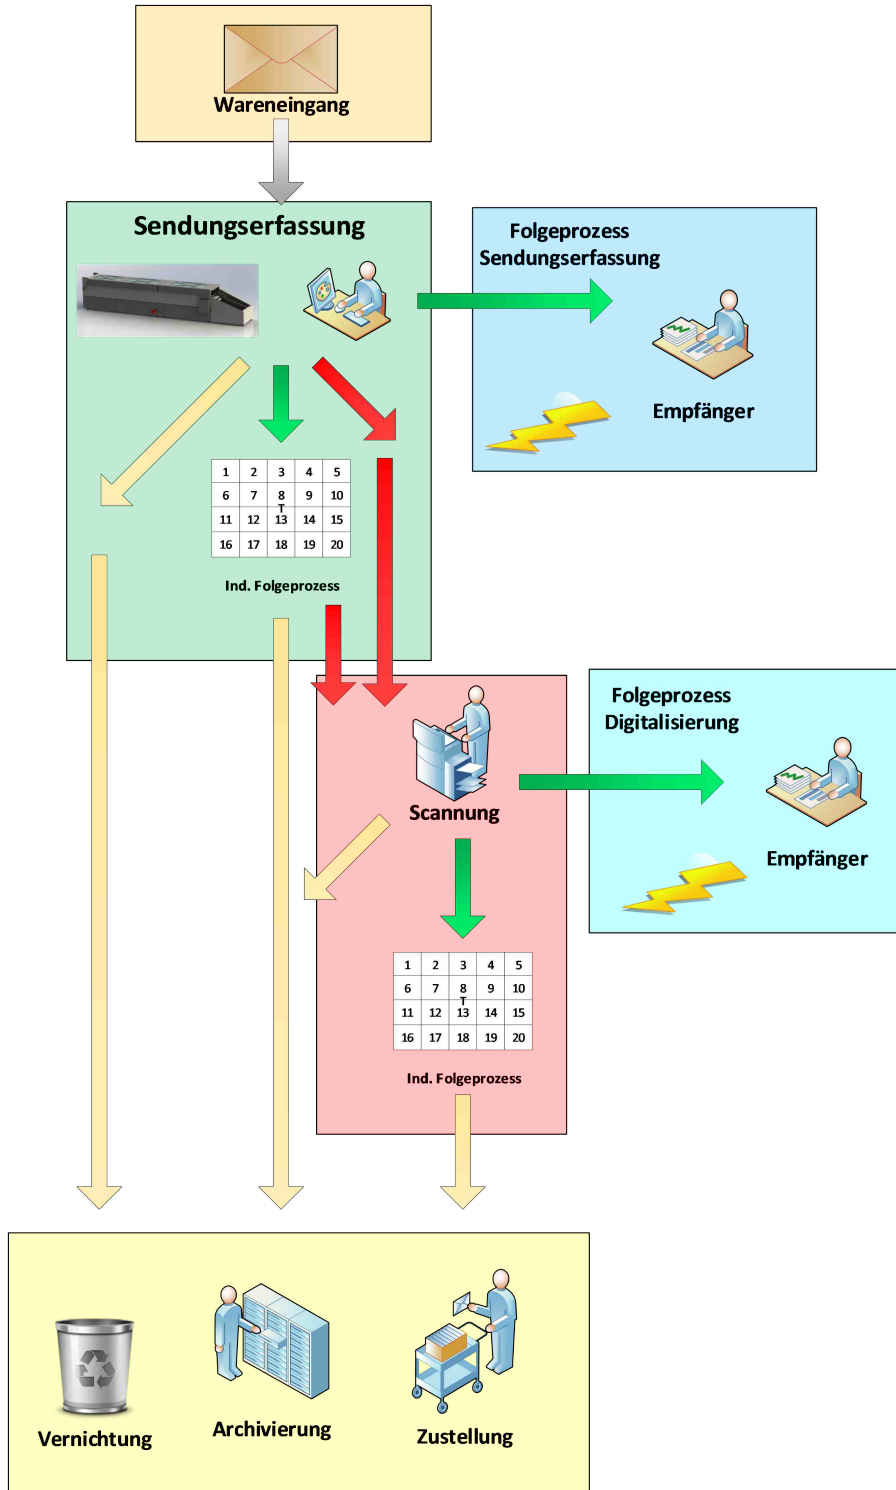 Wareneingang
Sendungserfassung
Folgeprozess
Sendungserfassung
Empfänger
1 2 3 4 5
6 7 8 9 10
T
11 12 13 14 15
16 17 18 19 20
Ind. Folgeprozess
Folgeprozess
Digitalisierung
Scannung
Empfänger
1 2 3 4 5
6 7 8 9 10
T
11 12 13 14 15
16 17 18 19 20
Ind. Folgeprozess
Vernichtung
Archivierung
Zustellung